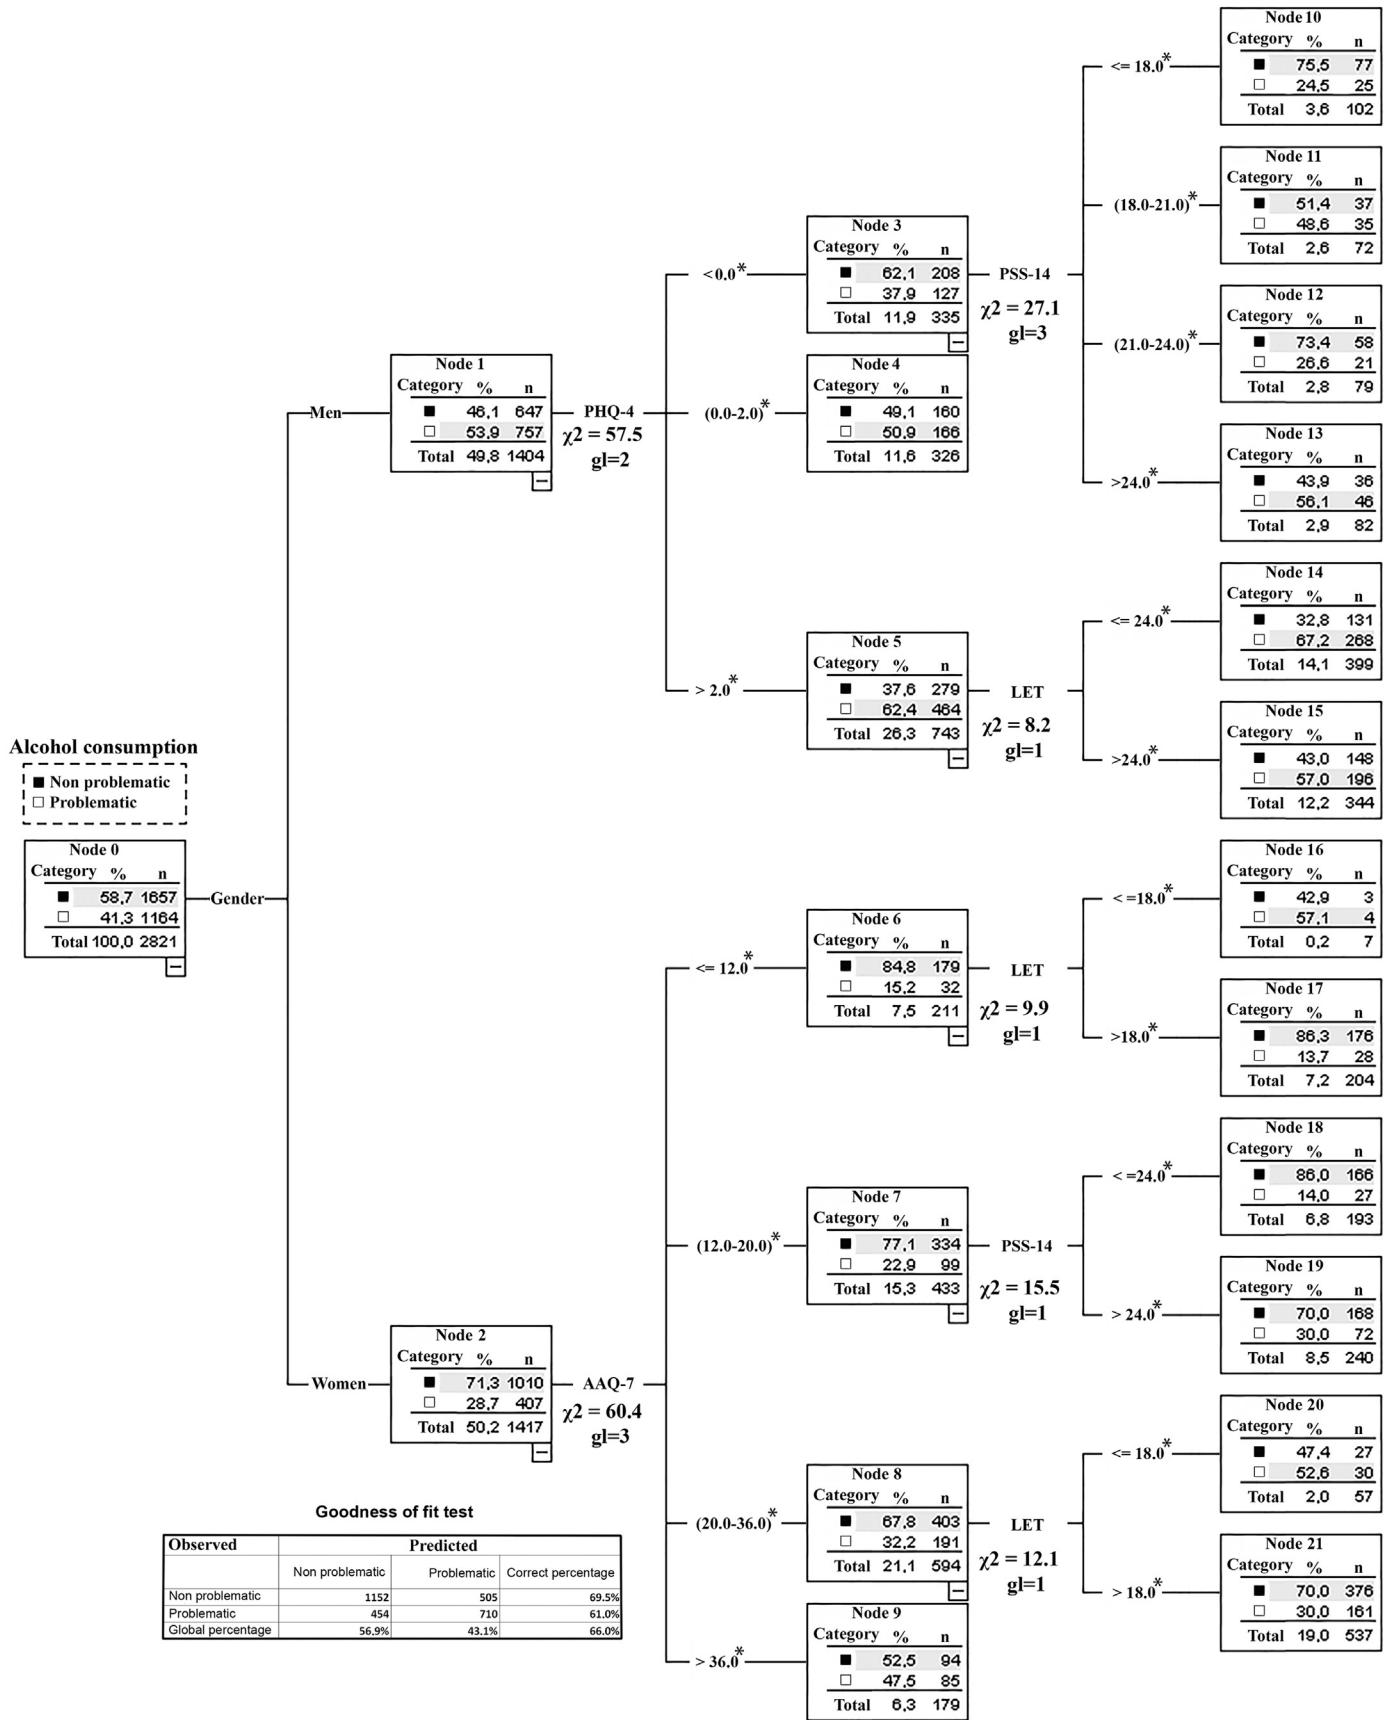 Alcohol consumption
■ Non problematic
□ Problematic
Node 0
Category % n
■ 58,7 1657
□ 41,3 1164
Total 100,0 2821
Gender
Men
Node 1
Category % n
■ 46,1 647
□ 53,9 757
Total 49,8 1404
PHQ-4
χ2 = 57.5
gl=2
<0.0*
Node 3
Category % n
■ 62,1 208
□ 37,9 127
Total 11,9 335
PSS-14
χ2 = 27.1
gl=3
<= 18.0*
Node 10
Category % n
■ 75,5 77
□ 24,5 25
Total 3,6 102
(18.0-21.0)*
Node 11
Category % n
■ 51,4 37
□ 48,6 35
Total 2,6 72
(21.0-24.0)*
Node 12
Category % n
■ 73,4 58
□ 26,6 21
Total 2,8 79
>24.0*
Node 13
Category % n
■ 43,9 36
□ 56,1 46
Total 2,9 82
(0.0-2.0)*
Node 4
Category % n
■ 49,1 160
□ 50,9 166
Total 11,6 326
> 2.0*
Node 5
Category % n
■ 37,6 279
□ 62,4 464
Total 26,3 743
LET
χ2 = 8.2
gl=1
<= 24.0*
Node 14
Category % n
■ 32,8 131
□ 67,2 268
Total 14,1 399
>24.0*
Node 15
Category % n
■ 43,0 148
□ 57,0 196
Total 12,2 344
Women
Node 2
Category % n
■ 71,3 1010
□ 28,7 407
Total 50,2 1417
AAQ-7
χ2 = 60.4
gl=3
<= 12.0*
Node 6
Category % n
■ 84,8 179
□ 15,2 32
Total 7,5 211
LET
χ2 = 9.9
gl=1
< =18.0*
Node 16
Category % n
■ 42,9 3
□ 57,1 4
Total 0,2 7
>18.0*
Node 17
Category % n
■ 86,3 176
□ 13,7 28
Total 7,2 204
(12.0-20.0)*
Node 7
Category % n
■ 77,1 334
□ 22,9 99
Total 15,3 433
PSS-14
χ2 = 15.5
gl=1
< =24.0*
Node 18
Category % n
■ 86,0 166
□ 14,0 27
Total 6,8 193
> 24.0*
Node 19
Category % n
■ 70,0 168
□ 30,0 72
Total 8,5 240
(20.0-36.0)*
Node 8
Category % n
■ 67,8 403
□ 32,2 191
Total 21,1 594
LET
χ2 = 12.1
gl=1
<= 18.0*
Node 20
Category % n
■ 47,4 27
□ 52,6 30
Total 2,0 57
> 18.0*
Node 21
Category % n
■ 70,0 376
□ 30,0 161
Total 19,0 537
> 36.0*
Node 9
Category % n
■ 52,5 94
□ 47,5 85
Total 6,3 179
Goodness of fit test
Observed Predicted
Non problematic Problematic Correct percentage
Non problematic 1152 505 69.5%
Problematic 454 710 61.0%
Global percentage 56,9% 43.1% 66.0%